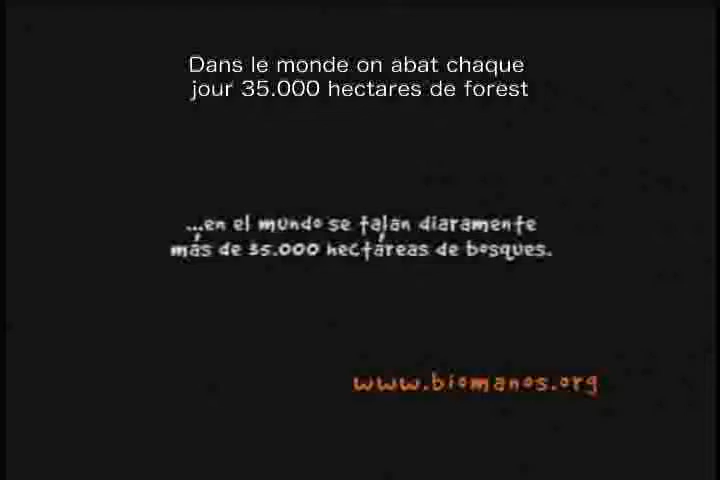 Dans le monde on abat chaque
jour 35.000 hectares de forest
...en el mundo se talan diaramente
más de 35.000 hectáreas de bosques.
www.biomanos.org